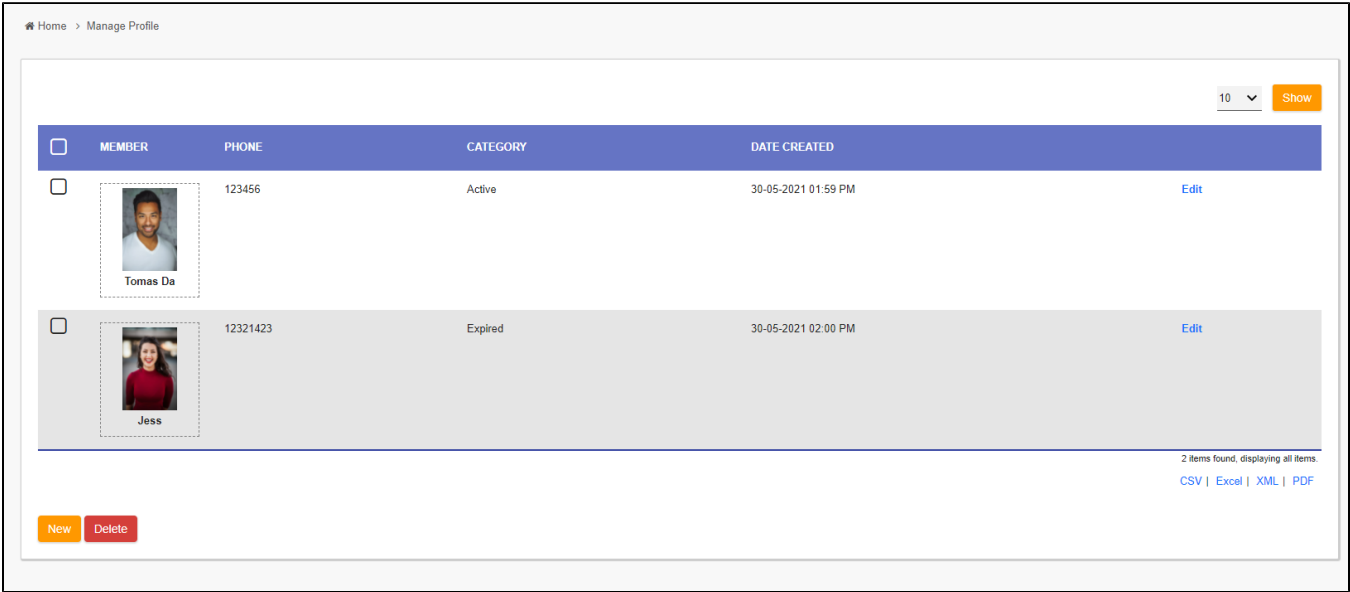 Home > Manage Profile
10 Show
MEMBER PHONE CATEGORY DATE CREATED
123456 Active 30-05-2021 01:59 PM Edit
Tomas Da
12321423 Expired 30-05-2021 02:00 PM Edit
Jess
2 items found, displaying all items.
CSV | Excel | XML | PDF
New Delete